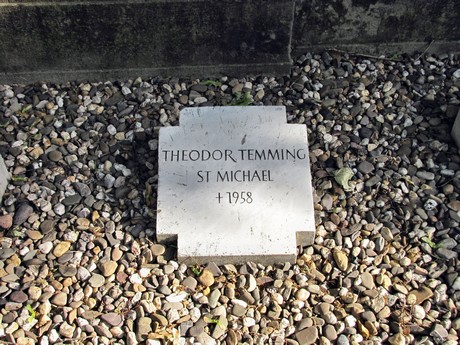 THEODOR TEMMING
ST MICHAEL
+ 1958